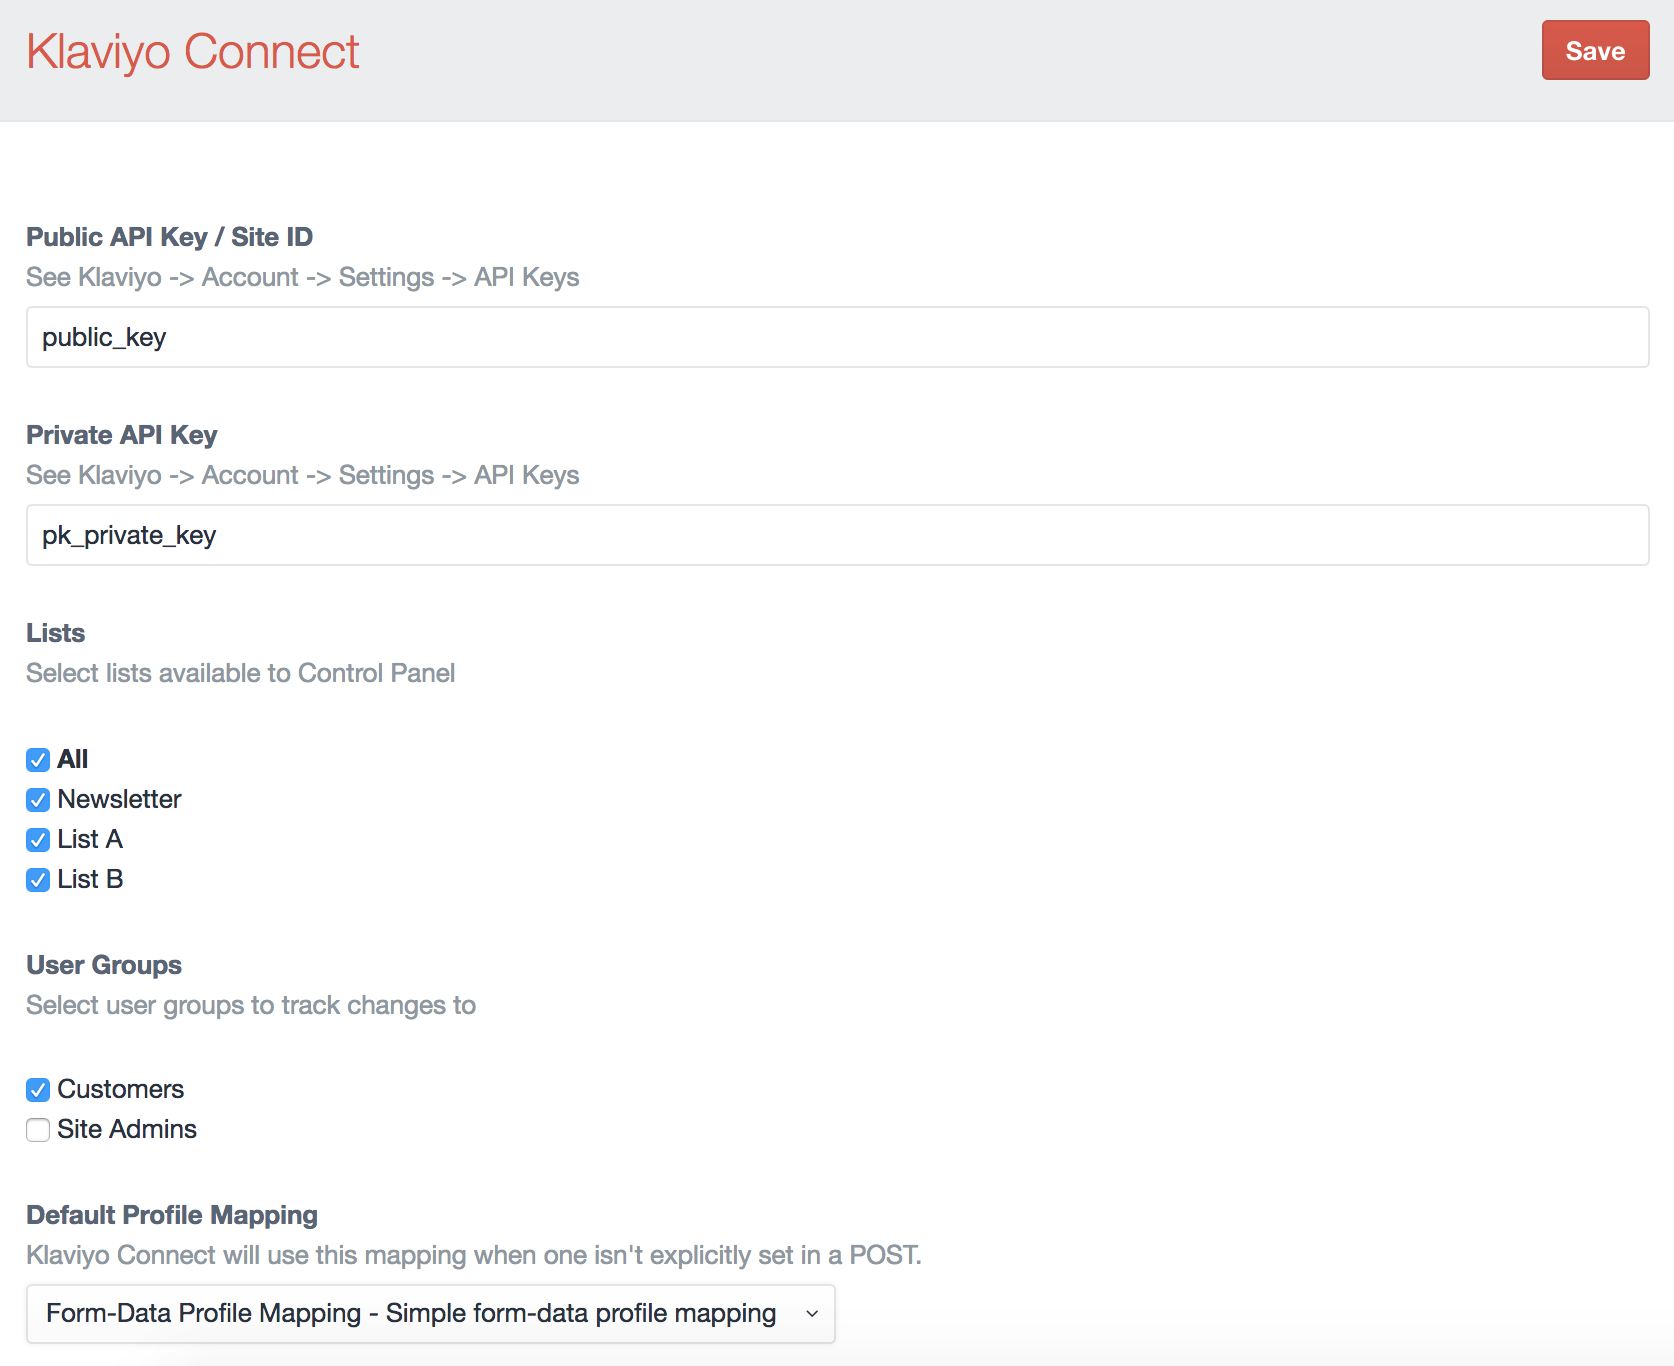 Klaviyo Connect
Save
Public API Key / Site ID
See Klaviyo -> Account -> Settings -> API Keys
public_key
Private API Key
See Klaviyo -> Account -> Settings -> API Keys
pk_private_key
Lists
Select lists available to Control Panel
All
Newsletter
List A
List B
User Groups
Select user groups to track changes to
Customers
Site Admins
Default Profile Mapping
Klaviyo Connect will use this mapping when one isn't explicitly set in a POST.
Form-Data Profile Mapping - Simple form-data profile mapping